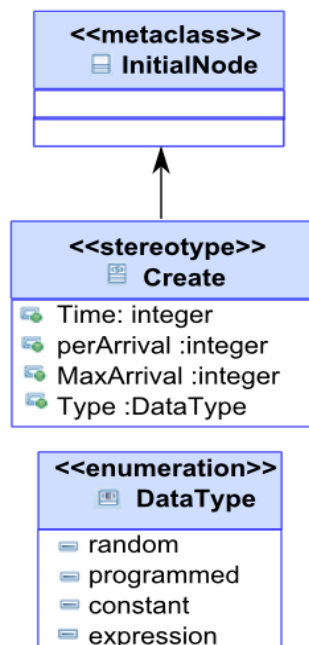 <<metaclass>>
InitialNode
<<stereotype>>
Create
Time: integer
perArrival :integer
MaxArrival :integer
Type :DataType
<<enumeration>>
DataType
random
programmed
constant
expression